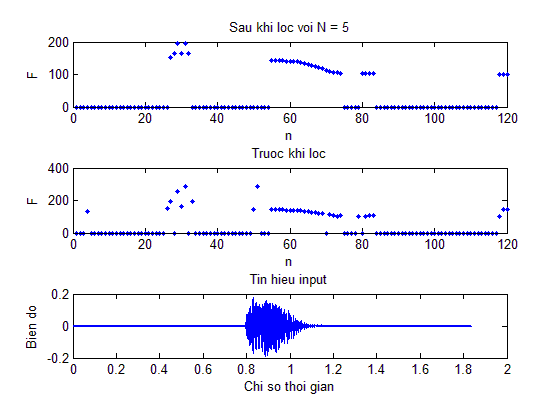 Sau khi loc voi N = 5
200
100
0
F
0 20 40 60 80 100 120
n
Truoc khi loc
400
200
0
F
0 20 40 60 80 100 120
n
Tin hieu input
0.2
0
-0.2
Bien do
0 0.2 0.4 0.6 0.8 1 1.2 1.4 1.6 1.8 2
Chi so thoi gian